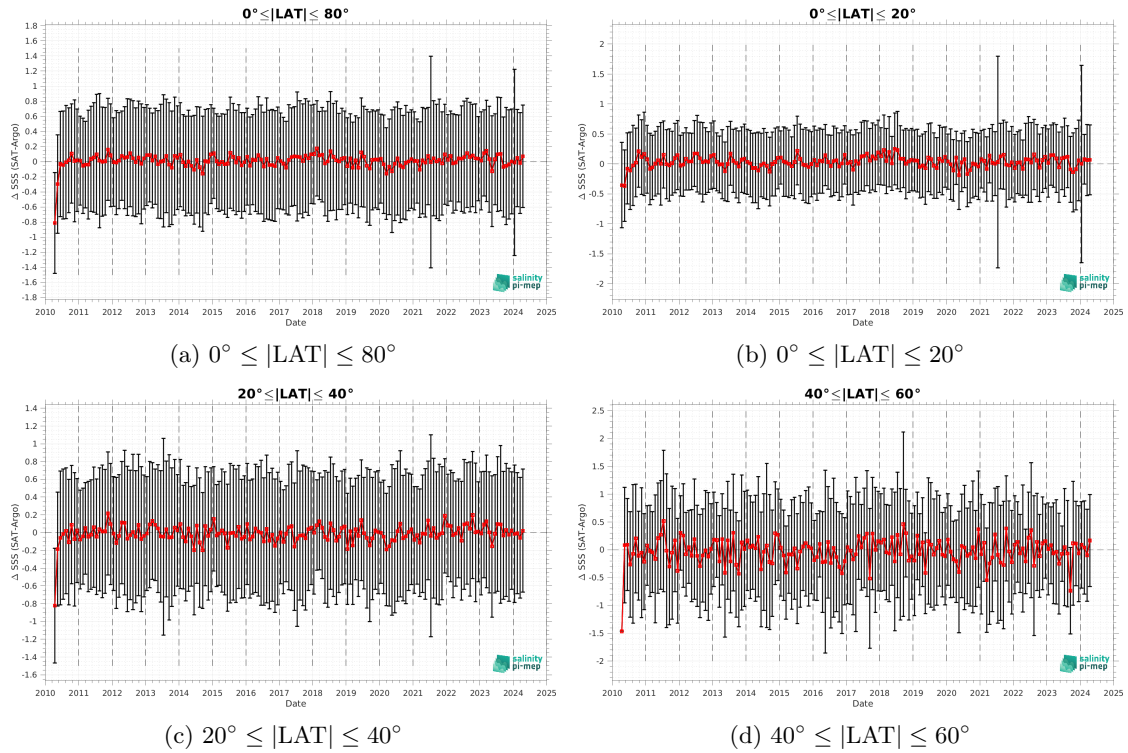 0°≤|LAT|≤ 80°
1.8
1.6
1.4
1.2
1
0.8
0.6
0.4
0.2
0
-0.2
-0.4
-0.6
-0.8
-1
-1.2
-1.4
-1.6
-1.8
Δ SSS (SAT-Argo)
2010 2011 2012 2013 2014 2015 2016 2017 2018 2019 2020 2021 2022 2023 2024 2025
Date
salinity
pi-mep
(a) 0° ≤ |LAT| ≤ 80°
0°≤|LAT|≤ 20°
2
1.5
1
0.5
0
-0.5
-1
-1.5
-2
Δ SSS (SAT-Argo)
2010 2011 2012 2013 2014 2015 2016 2017 2018 2019 2020 2021 2022 2023 2024 2025
Date
salinity
pi-mep
(b) 0° ≤ |LAT| ≤ 20°
20°≤|LAT|≤ 40°
1.4
1.2
1
0.8
0.6
0.4
0.2
0
-0.2
-0.4
-0.6
-0.8
-1
-1.2
-1.4
-1.6
Δ SSS (SAT-Argo)
2010 2011 2012 2013 2014 2015 2016 2017 2018 2019 2020 2021 2022 2023 2024 2025
Date
salinity
pi-mep
(c) 20° ≤ |LAT| ≤ 40°
40°≤|LAT|≤ 60°
2.5
2
1.5
1
0.5
0
-0.5
-1
-1.5
-2
Δ SSS (SAT-Argo)
2010 2011 2012 2013 2014 2015 2016 2017 2018 2019 2020 2021 2022 2023 2024 2025
Date
salinity
pi-mep
(d) 40° ≤ |LAT| ≤ 60°